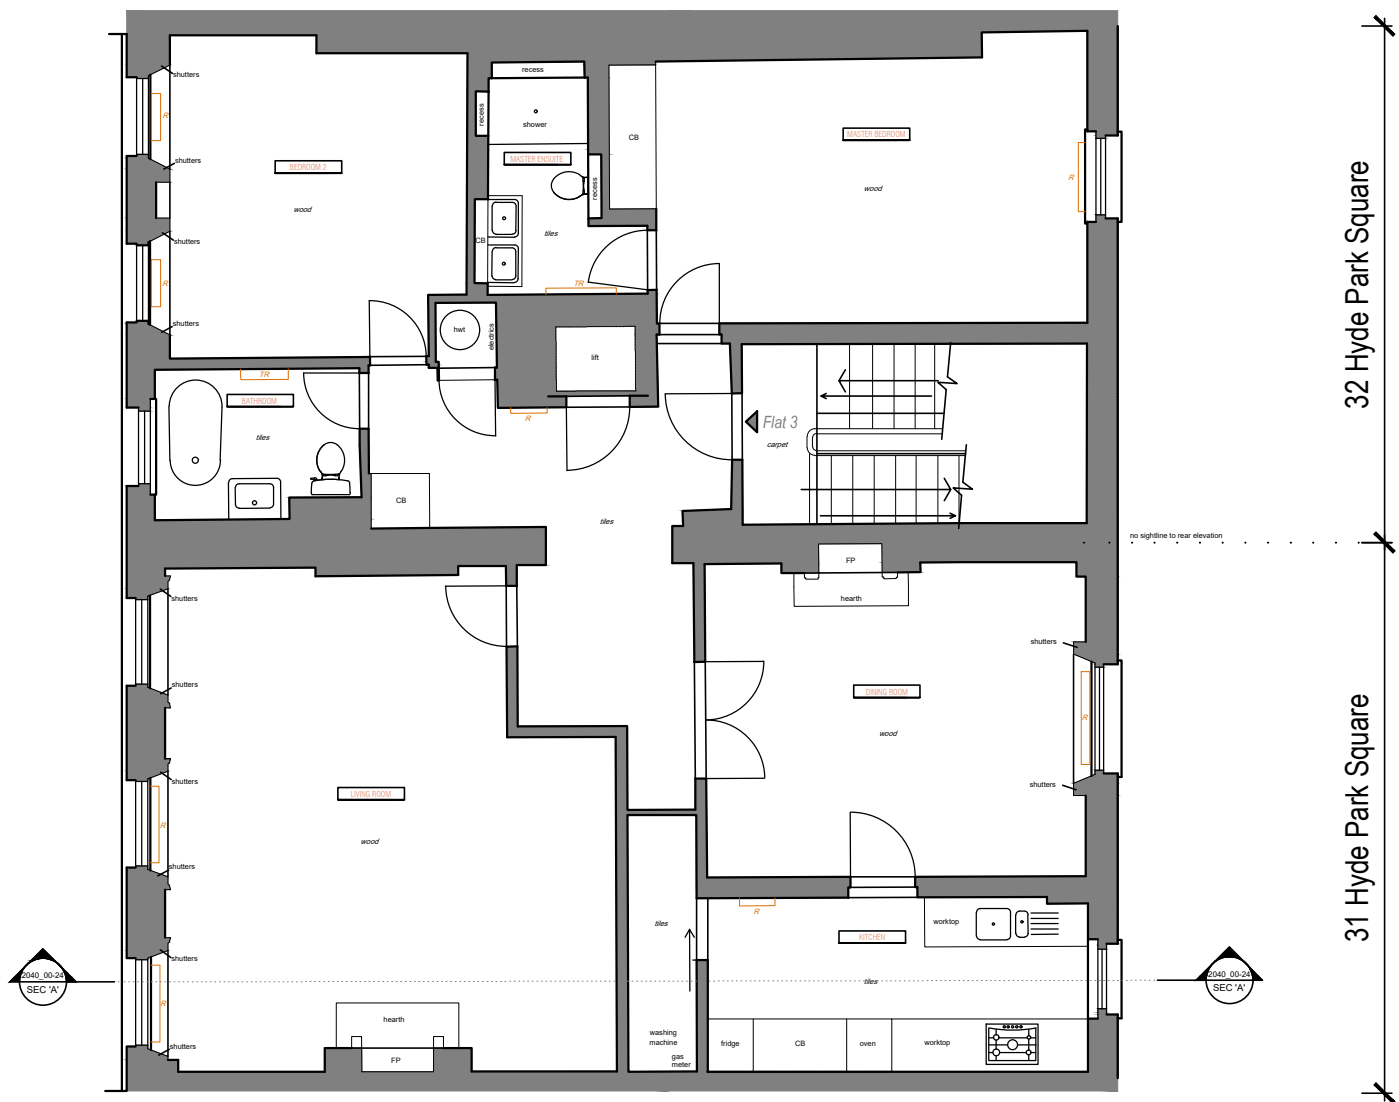 recess
shutters
R
recess
shower
CB
MASTER BEDROOM
MASTER ENSUITE
shutters
BEDROOM 2
R
recess
wood
wood
32 Hyde Park Square
shutters
CB
tiles
R
TR
shutters
hwt
electrics
lift
TR
BATHROOM
R
Flat 3
tiles
carpet
CB
tiles
no sightline to rear elevation
FP
shutters
hearth
shutters
shutters
DINING ROOM
R
wood
31 Hyde Park Square
shutters
shutters
LIVING ROOM
R
wood
shutters
R
tiles
worktop
KITCHEN
shutters
2040_00-24
SEC 'A'
R
tiles
2040_00-24
SEC 'A'
hearth
washing
machine
fridge
CB
oven
worktop
shutters
FP
gas
meter